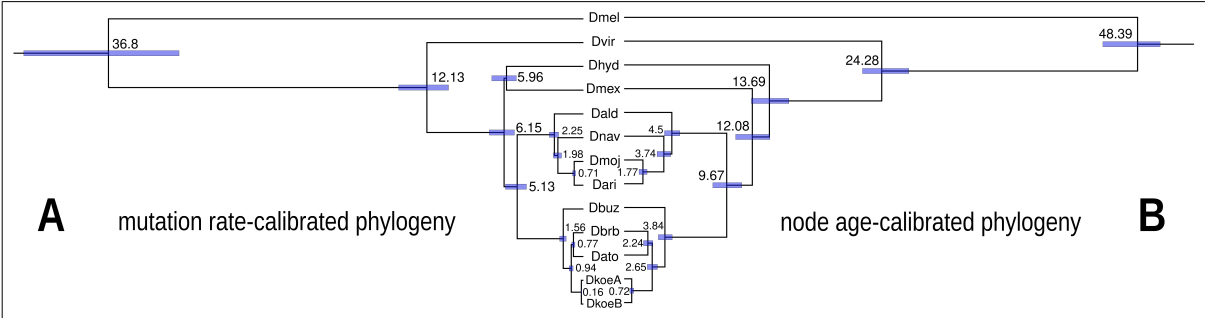 Dmel
36.8
48.39
Dvir
24.28
12.13
Dhyd
5.96
13.69
Dmex
Dald
6.15
2.25
Dnav
4.5
12.08
1.98
Dmoj
3.74
0.71
1.77
5.13
Dari
9.67
A
mutation rate-calibrated phylogeny
node age-calibrated phylogeny
B
Dbuz
1.56
Dbrb
3.84
0.77
2.24
Dato
0.94
2.65
DkoeA
0.16
0.72
DkoeB